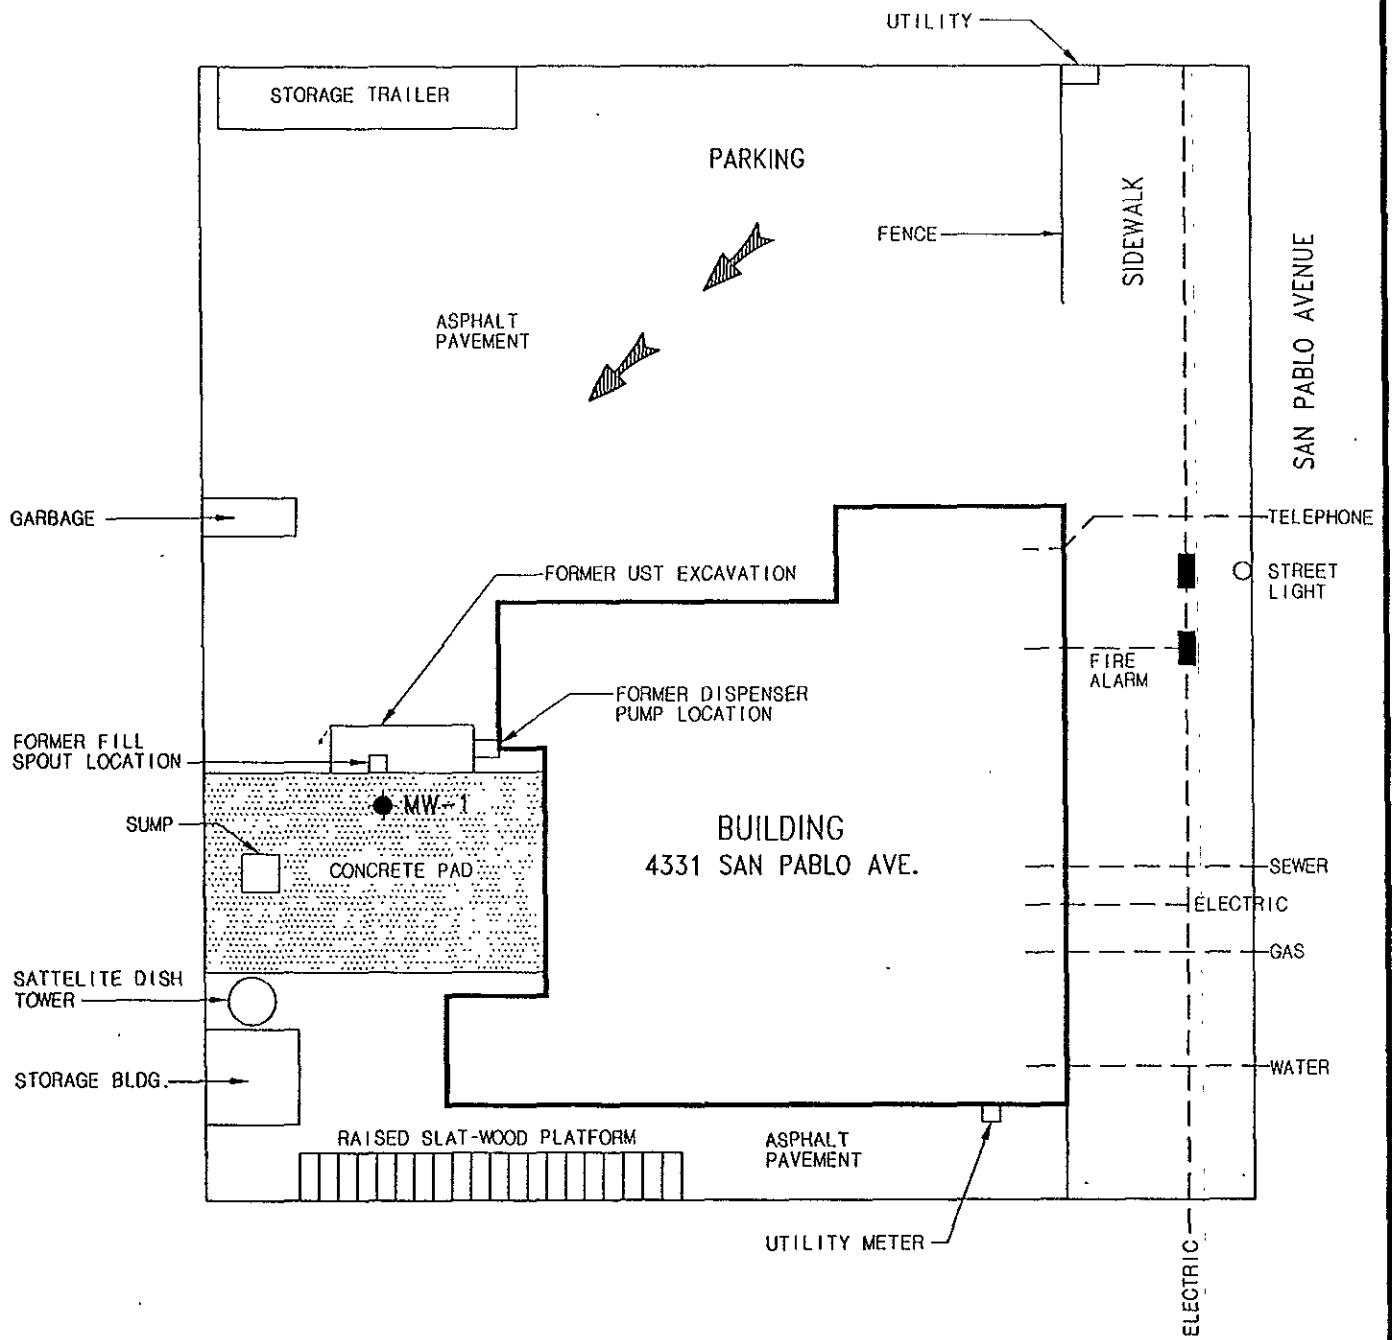 UTILITY
STORAGE TRAILER
PARKING
SIDEWALK
FENCE
SAN PABLO AVENUE
ASPHALT
PAVEMENT
GARBAGE
TELEPHONE
FORMER UST EXCAVATION
STREET
LIGHT
FIRE
ALARM
FORMER DISPENSER
PUMP LOCATION
FORMER FILL
SPOUT LOCATION
MW-1
SUMP
BUILDING
4331 SAN PABLO AVE.
CONCRETE PAD
SEWER
ELECTRIC
GAS
SATTELITE DISH
TOWER
STORAGE BLDG.
WATER
RAISED SLAT-WOOD PLATFORM
ASPHALT
PAVEMENT
UTILITY METER
ELECTRIC